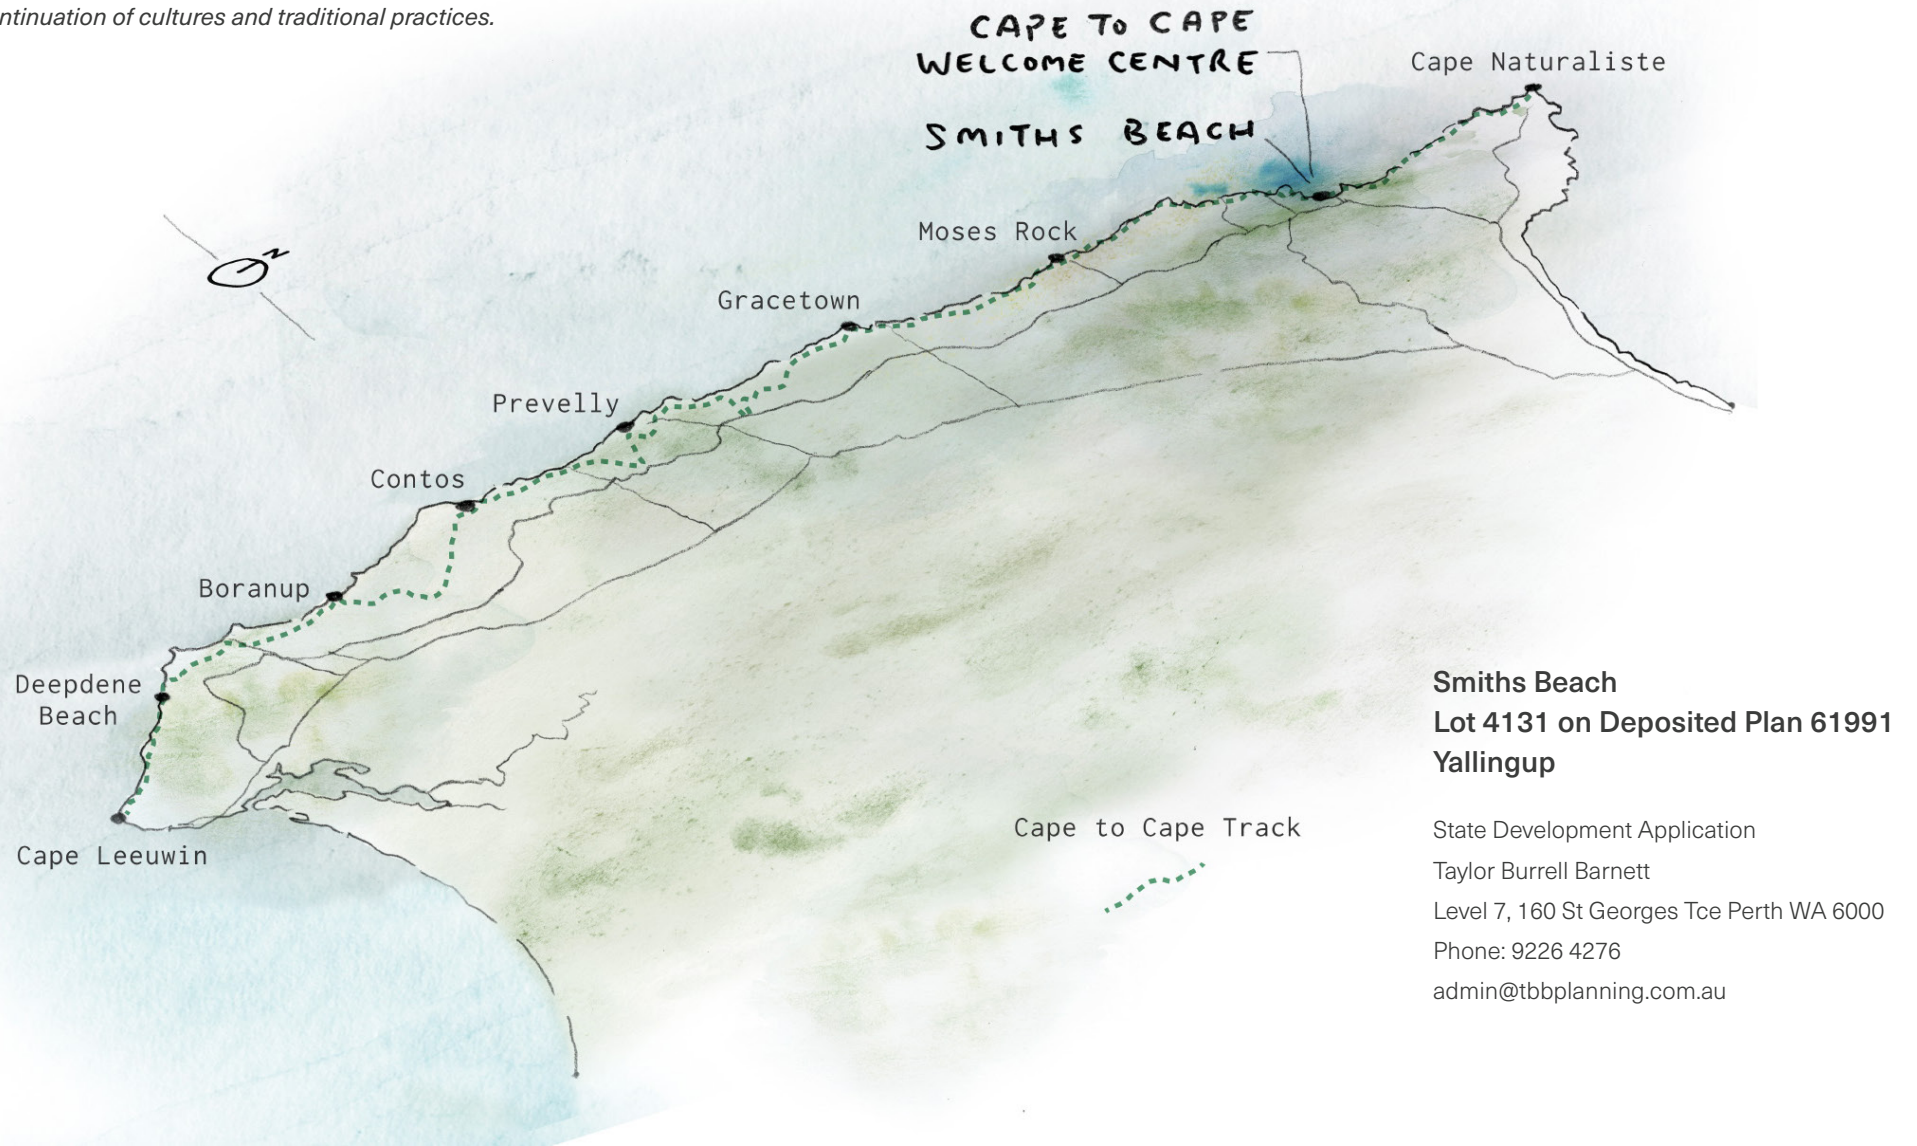 ntinuation of cultures and traditional practices.
CAPE TO CAPE
WELCOME CENTRE
SMITHS BEACH
Cape Naturaliste
N
Moses Rock
Gracetown
Prevelly
Contos
Boranup
Deepdene
Beach
Cape Leeuwin
Cape to Cape Track
Smiths Beach
Lot 4131 on Deposited Plan 61991
Yallingup
State Development Application
Taylor Burrell Barnett
Level 7, 160 St Georges Tce Perth WA 6000
Phone: 9226 4276
admin@tbbplanning.com.au